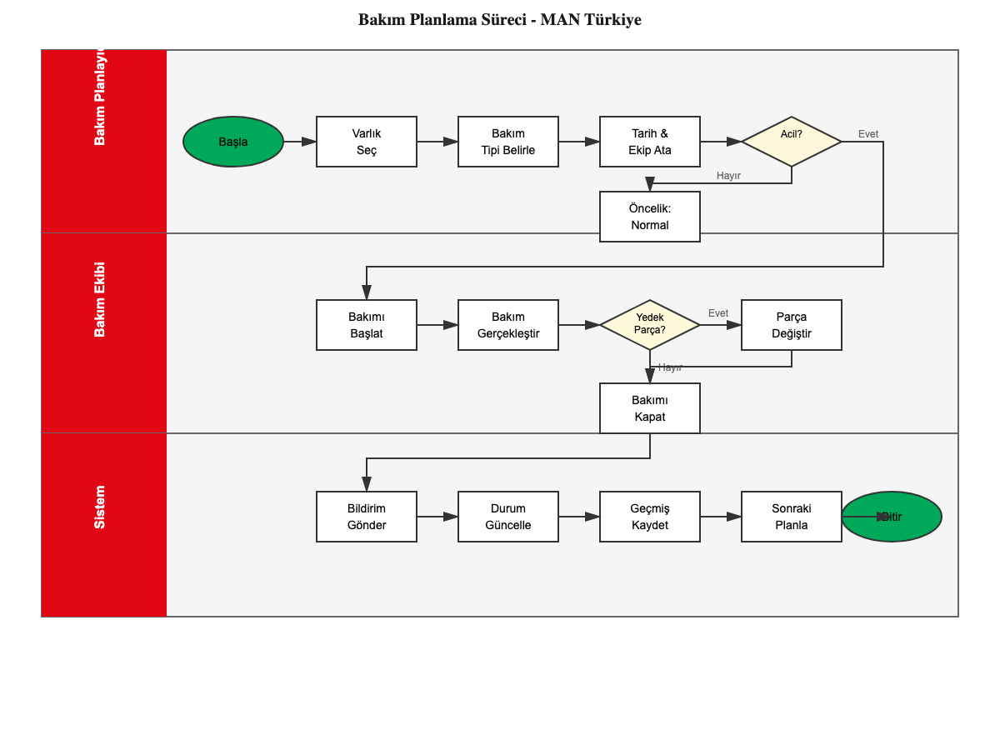 Bakım Planlama Süreci - MAN Türkiye
Bakım
Başla
Varlık
Seç
Bakım
Tipi Belirle
Tarih &
Ekip Ata
Acil?
Evet
Hayır
Öncelik:
Normal
Bakım Ekibi
Bakımı
Başlat
Bakım
Gerçekleştir
Yedek
Parça?
Evet
Parça
Değiştir
Hayır
Bakımı
Kapat
Sistem
Bildirim
Gönder
Durum
Güncelle
Geçmiş
Kaydet
Sonraki
Planla
Bitir